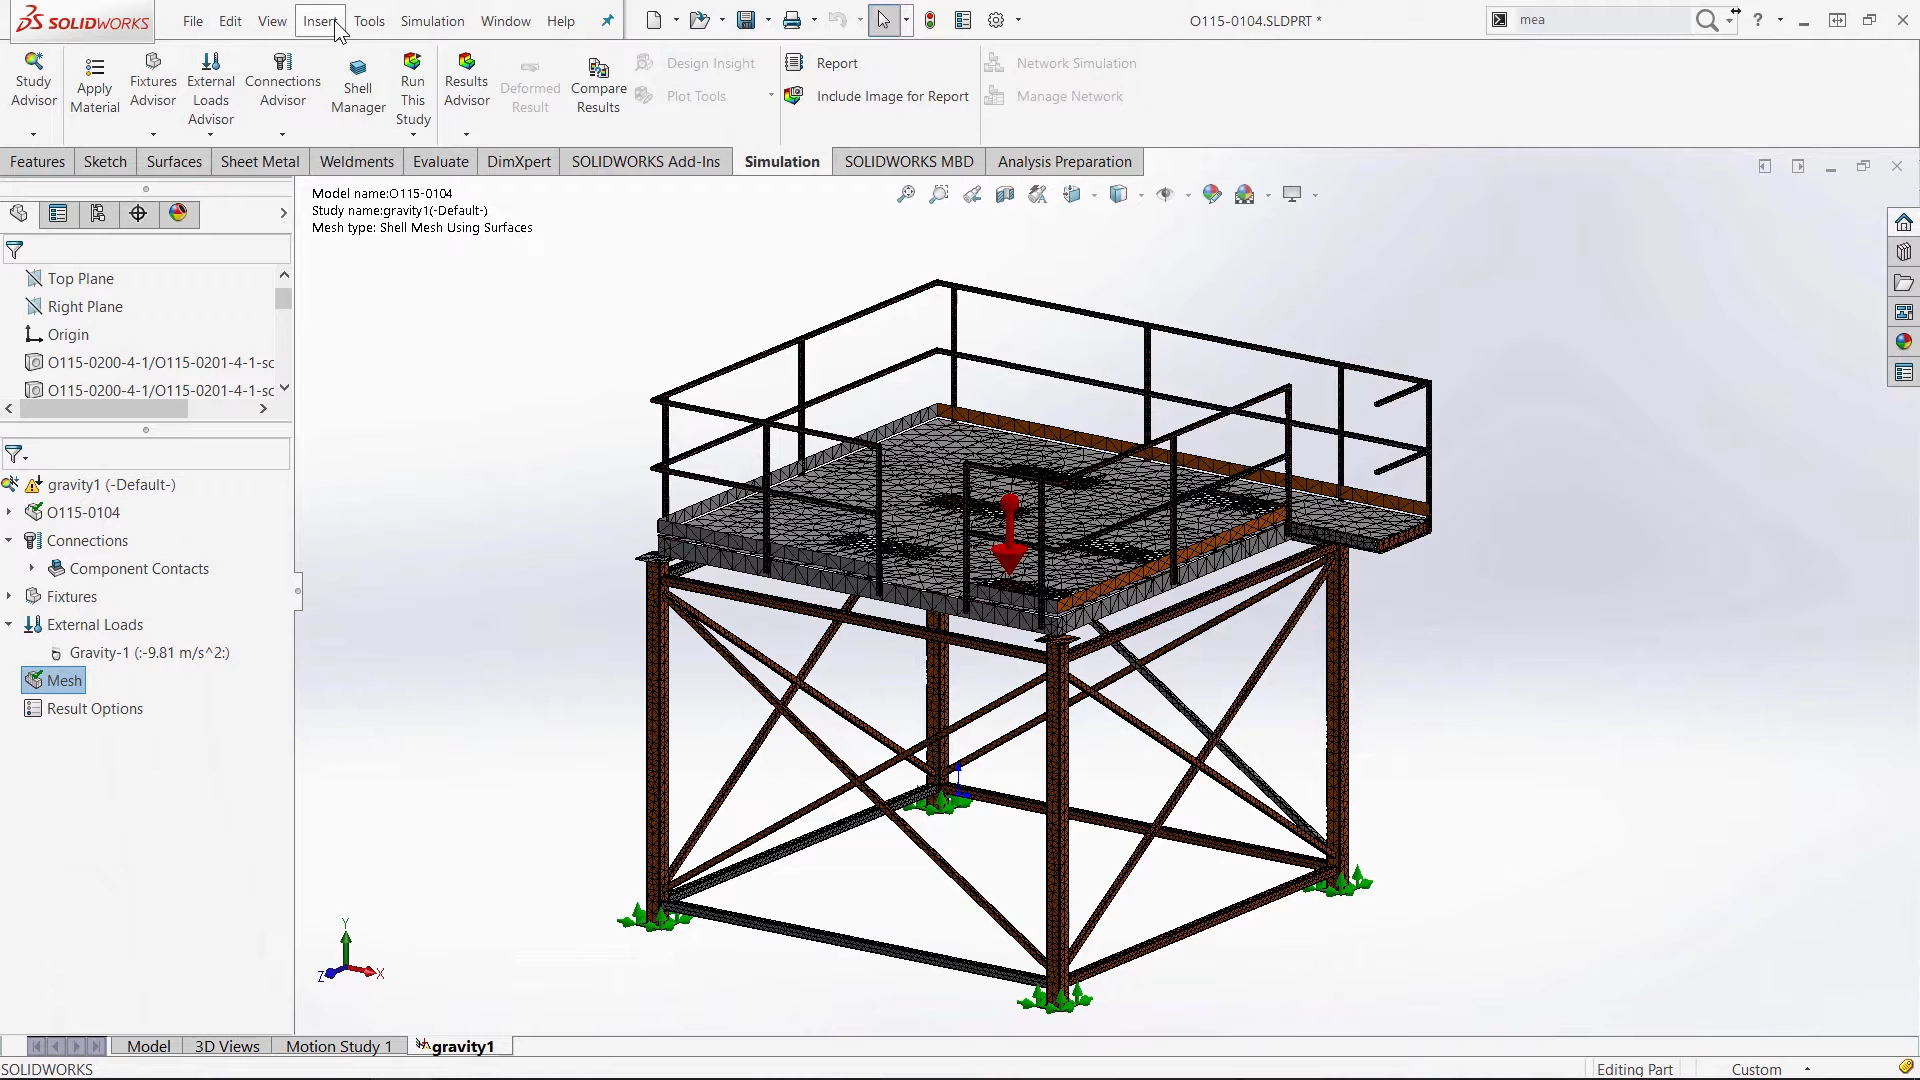 SOLIDWORKS File Edit View Insert Tools Simulation Window Help O115-0104.SLDPRT * mea ?
Study Advisor
Apply Material
Fixtures Advisor
External Loads Advisor
Connections Advisor
Shell Manager
Run This Study
Results Advisor
Deformed Result
Compare Results
Design Insight
Plot Tools
Report
Include Image for Report
Network Simulation
Manage Network
Features Sketch Surfaces Sheet Metal Weldments Evaluate DimXpert SOLIDWORKS Add-Ins Simulation SOLIDWORKS MBD Analysis Preparation
Model name:O115-0104
Study name:gravity1(-Default-)
Mesh type: Shell Mesh Using Surfaces
Top Plane
Right Plane
Origin
O115-0200-4-1/O115-0201-4-1-sc
O115-0200-4-1/O115-0201-4-1-sc
gravity1 (-Default-)
O115-0104
Connections
Component Contacts
Fixtures
External Loads
Gravity-1 (:-9.81 m/s^2:)
Mesh
Result Options
Y
Z X
Model 3D Views Motion Study 1 gravity1
SOLIDWORKS Editing Part Custom